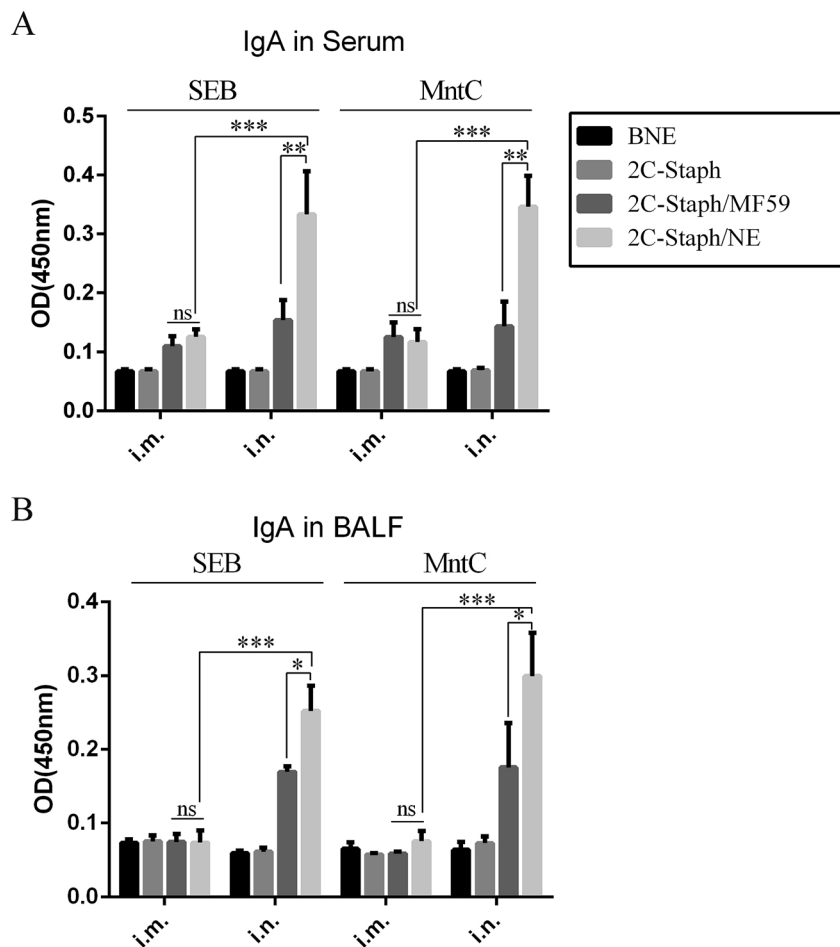 A
IgA in Serum
SEB MntC
0.5
0.4
0.3
0.2
0.1
0.0
OD(450nm)
*** ***
** **
ns ns
i.m. i.n. i.m. i.n.
BNE
2C-Staph
2C-Staph/MF59
2C-Staph/NE
B
IgA in BALF
SEB MntC
0.4
0.3
0.2
0.1
0.0
OD(450nm)
*** ***
* *
ns ns
i.m. i.n. i.m. i.n.